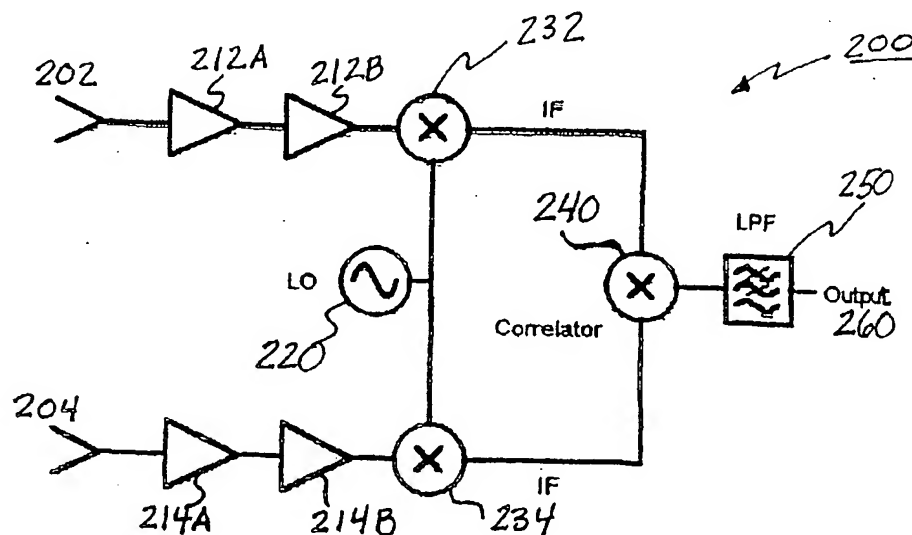 232
200
202
212A
212B
IF
250
240
LPF
LO
Output
260
Correlator
220
204
IF
214A
214B
234